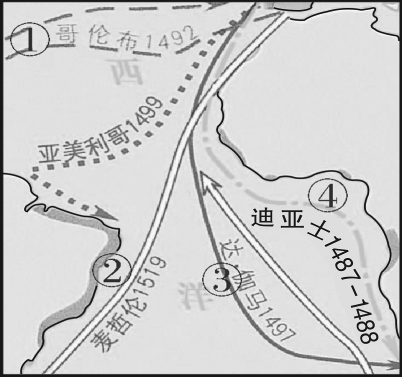 ① 哥伦布1492
西
亚美利哥1499
④
迪亚士1487-1488
②
麦哲伦1519
③
达·伽马1497
洋